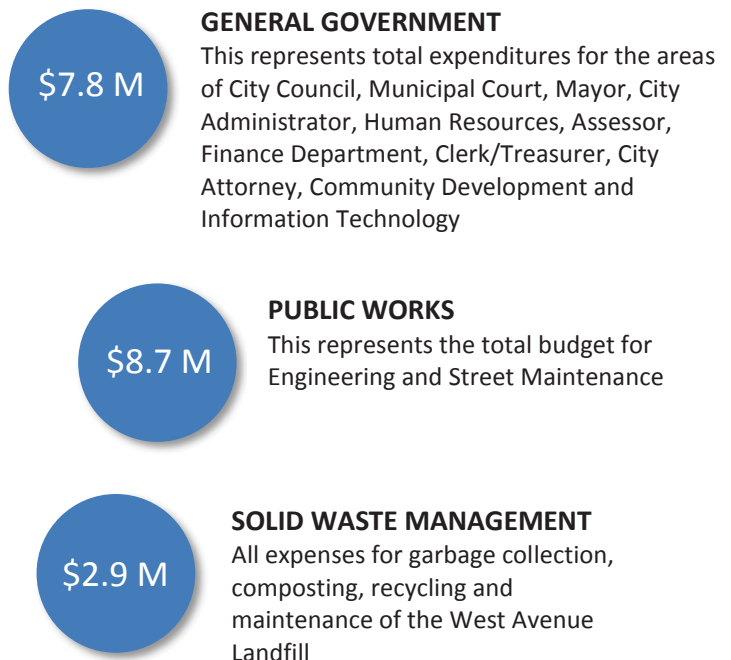 $7.8 M
GENERAL GOVERNMENT
This represents total expenditures for the areas
of City Council, Municipal Court, Mayor, City
Administrator, Human Resources, Assessor,
Finance Department, Clerk/Treasurer, City
Attorney, Community Development and
Information Technology
$8.7 M
PUBLIC WORKS
This represents the total budget for
Engineering and Street Maintenance
$2.9 M
SOLID WASTE MANAGEMENT
All expenses for garbage collection,
composting, recycling and
maintenance of the West Avenue
Landfill